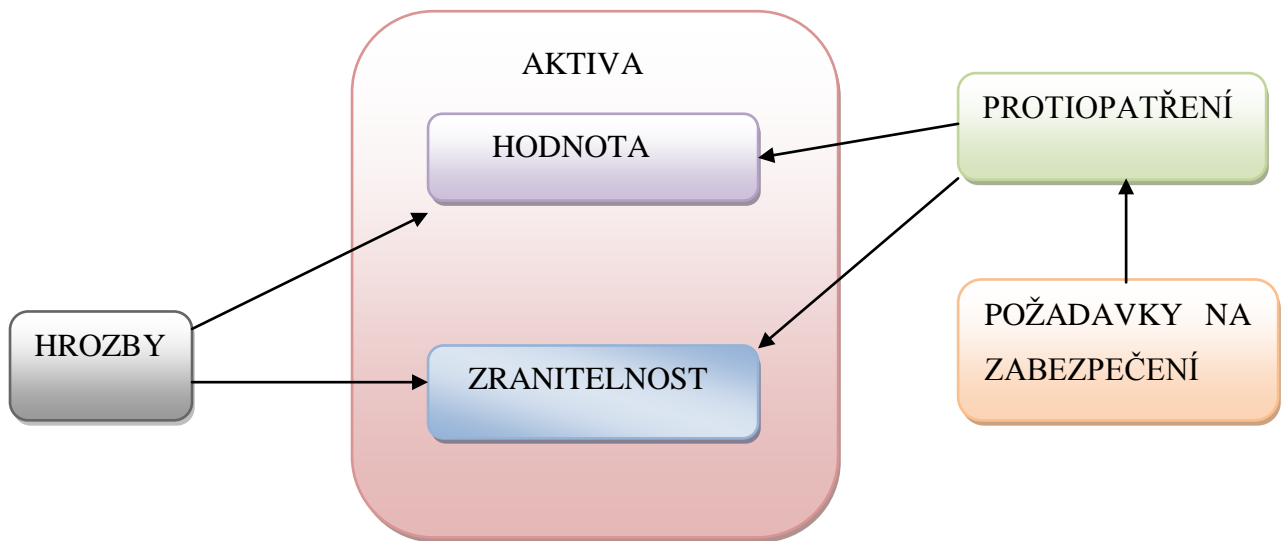 AKTIVA
HODNOTA
PROTIOPATŘENÍ
HROZBY
ZRANITELNOST
POŽADAVKY NA
ZABEZPEČENÍ